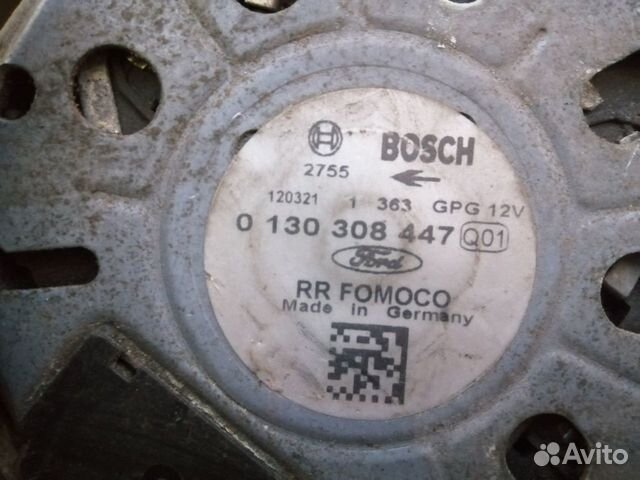 BOSCH
2755
120321 1 363 GPG 12V
0 130 308 447 Q01
Ford
RR FOMOCO
Made in Germany
Avito